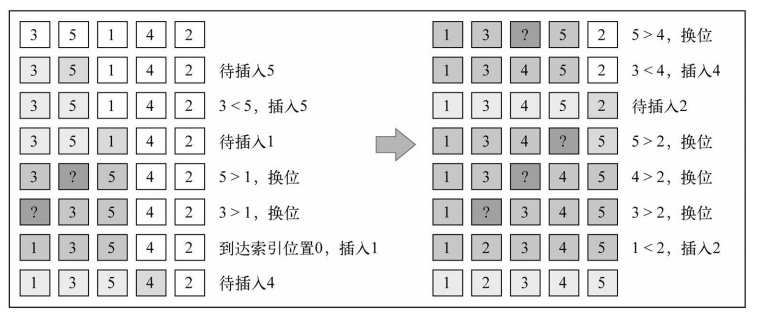 3 5 1 4 2
3 5 1 4 2 待插入5
3 5 1 4 2 3 < 5，插入5
3 5 1 4 2 待插入1
3 ? 5 4 2 5 > 1，换位
? 3 5 4 2 3 > 1，换位
1 3 5 4 2 到达索引位置0，插入1
1 3 5 4 2 待插入4
1 3 ? 5 2 5 > 4，换位
1 3 4 5 2 3 < 4，插入4
1 3 4 5 2 待插入2
1 3 4 ? 5 5 > 2，换位
1 3 ? 4 5 4 > 2，换位
1 ? 3 4 5 3 > 2，换位
1 2 3 4 5 1 < 2，插入2
1 2 3 4 5